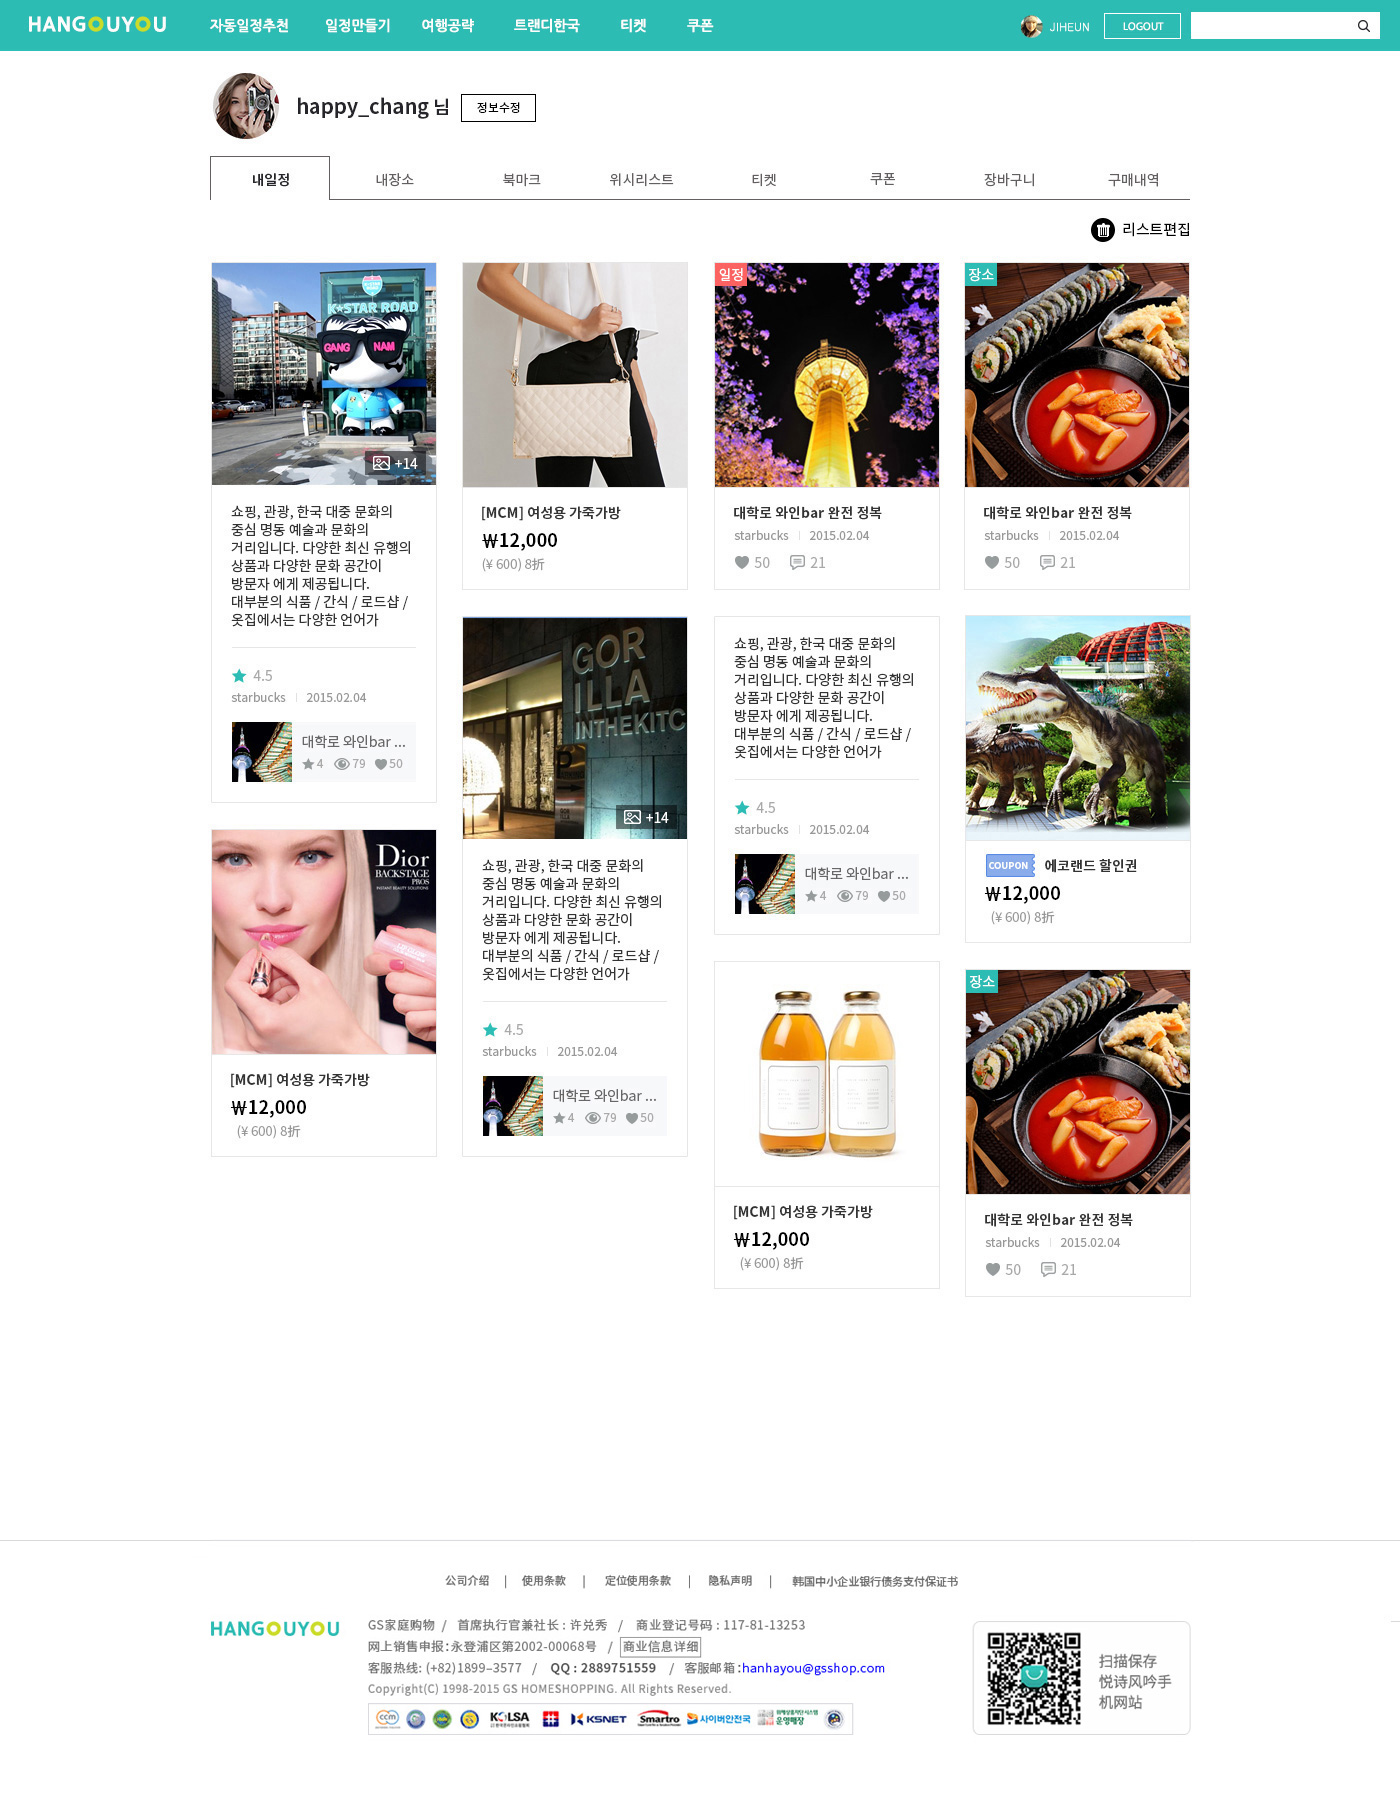 HANGOUYOU 자동일정추천 일정만들기 여행공략 트랜디한국 티켓 쿠폰 JIHEUN LOGOUT
happy_chang 님 정보수정
내일정 내장소 북마크 위시리스트 티켓 쿠폰 장바구니 구매내역
리스트편집
K★STAR ROAD
GANG NAM
+14
쇼핑, 관광, 한국 대중 문화의
중심 명동 예술과 문화의
거리입니다. 다양한 최신 유행의
상품과 다양한 문화 공간이
방문자 에게 제공됩니다.
대부분의 식품 / 간식 / 로드샵 /
옷집에서는 다양한 언어가
4.5
starbucks | 2015.02.04
대학로 와인bar ...
4 79 50
Dior
BACKSTAGE
PROS
INSTANT BEAUTY SOLUTIONS
[MCM] 여성용 가죽가방
₩12,000
(¥ 600) 8折
[MCM] 여성용 가죽가방
₩12,000
(¥ 600) 8折
GOR
ILLA
INTHEKITC
P
+14
쇼핑, 관광, 한국 대중 문화의
중심 명동 예술과 문화의
거리입니다. 다양한 최신 유행의
상품과 다양한 문화 공간이
방문자 에게 제공됩니다.
대부분의 식품 / 간식 / 로드샵 /
옷집에서는 다양한 언어가
4.5
starbucks | 2015.02.04
대학로 와인bar ...
4 79 50
일정
대학로 와인bar 완전 정복
starbucks | 2015.02.04
50 21
쇼핑, 관광, 한국 대중 문화의
중심 명동 예술과 문화의
거리입니다. 다양한 최신 유행의
상품과 다양한 문화 공간이
방문자 에게 제공됩니다.
대부분의 식품 / 간식 / 로드샵 /
옷집에서는 다양한 언어가
4.5
starbucks | 2015.02.04
대학로 와인bar ...
4 79 50
[MCM] 여성용 가죽가방
₩12,000
(¥ 600) 8折
장소
대학로 와인bar 완전 정복
starbucks | 2015.02.04
50 21
COUPON 에코랜드 할인권
₩12,000
(¥ 600) 8折
장소
대학로 와인bar 완전 정복
starbucks | 2015.02.04
50 21
公司介绍 | 使用条款 | 定位使用条款 | 隐私声明 | 韩国中小企业银行债务支付保证书
HANGOUYOU
GS家庭购物 / 首席执行官兼社长 : 许兑秀 / 商业登记号码 : 117-81-13253
网上销售申报:永登浦区第2002-00068号 / 商业信息详细
客服热线: (+82)1899-3577 / QQ : 2889751559 / 客服邮箱:hanhayou@gsshop.com
Copyright(C) 1998-2015 GS HOMESHOPPING. All Rights Reserved.
ccm KOLSA KSNET Smartro 사이버안전국 위해상품차단시스템 운영매장
扫描保存
悦诗风吟手
机网站